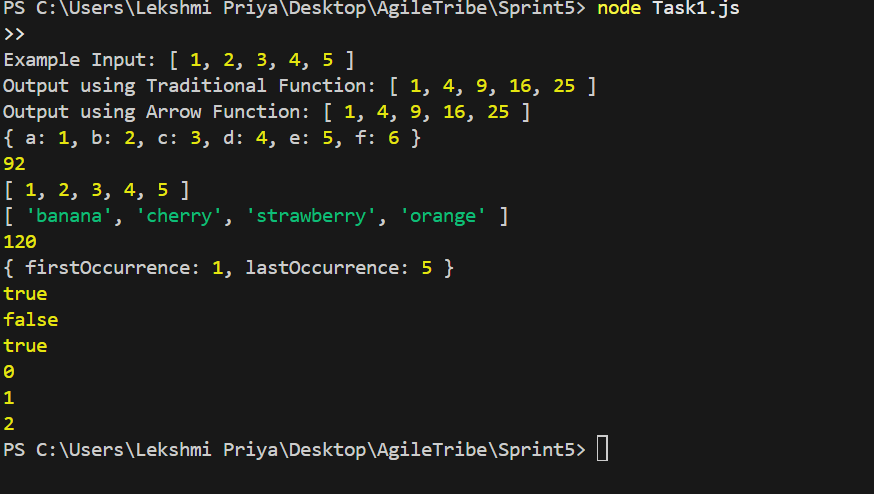 PS C:\Users\Lekshmi Priya\Desktop\AgileTribe\Sprint5> node Task1.js
>>
Example Input: [ 1, 2, 3, 4, 5 ]
Output using Traditional Function: [ 1, 4, 9, 16, 25 ]
Output using Arrow Function: [ 1, 4, 9, 16, 25 ]
{ a: 1, b: 2, c: 3, d: 4, e: 5, f: 6 }
92
[ 1, 2, 3, 4, 5 ]
[ 'banana', 'cherry', 'strawberry', 'orange' ]
120
{ firstOccurrence: 1, lastOccurrence: 5 }
true
false
true
0
1
2
PS C:\Users\Lekshmi Priya\Desktop\AgileTribe\Sprint5>